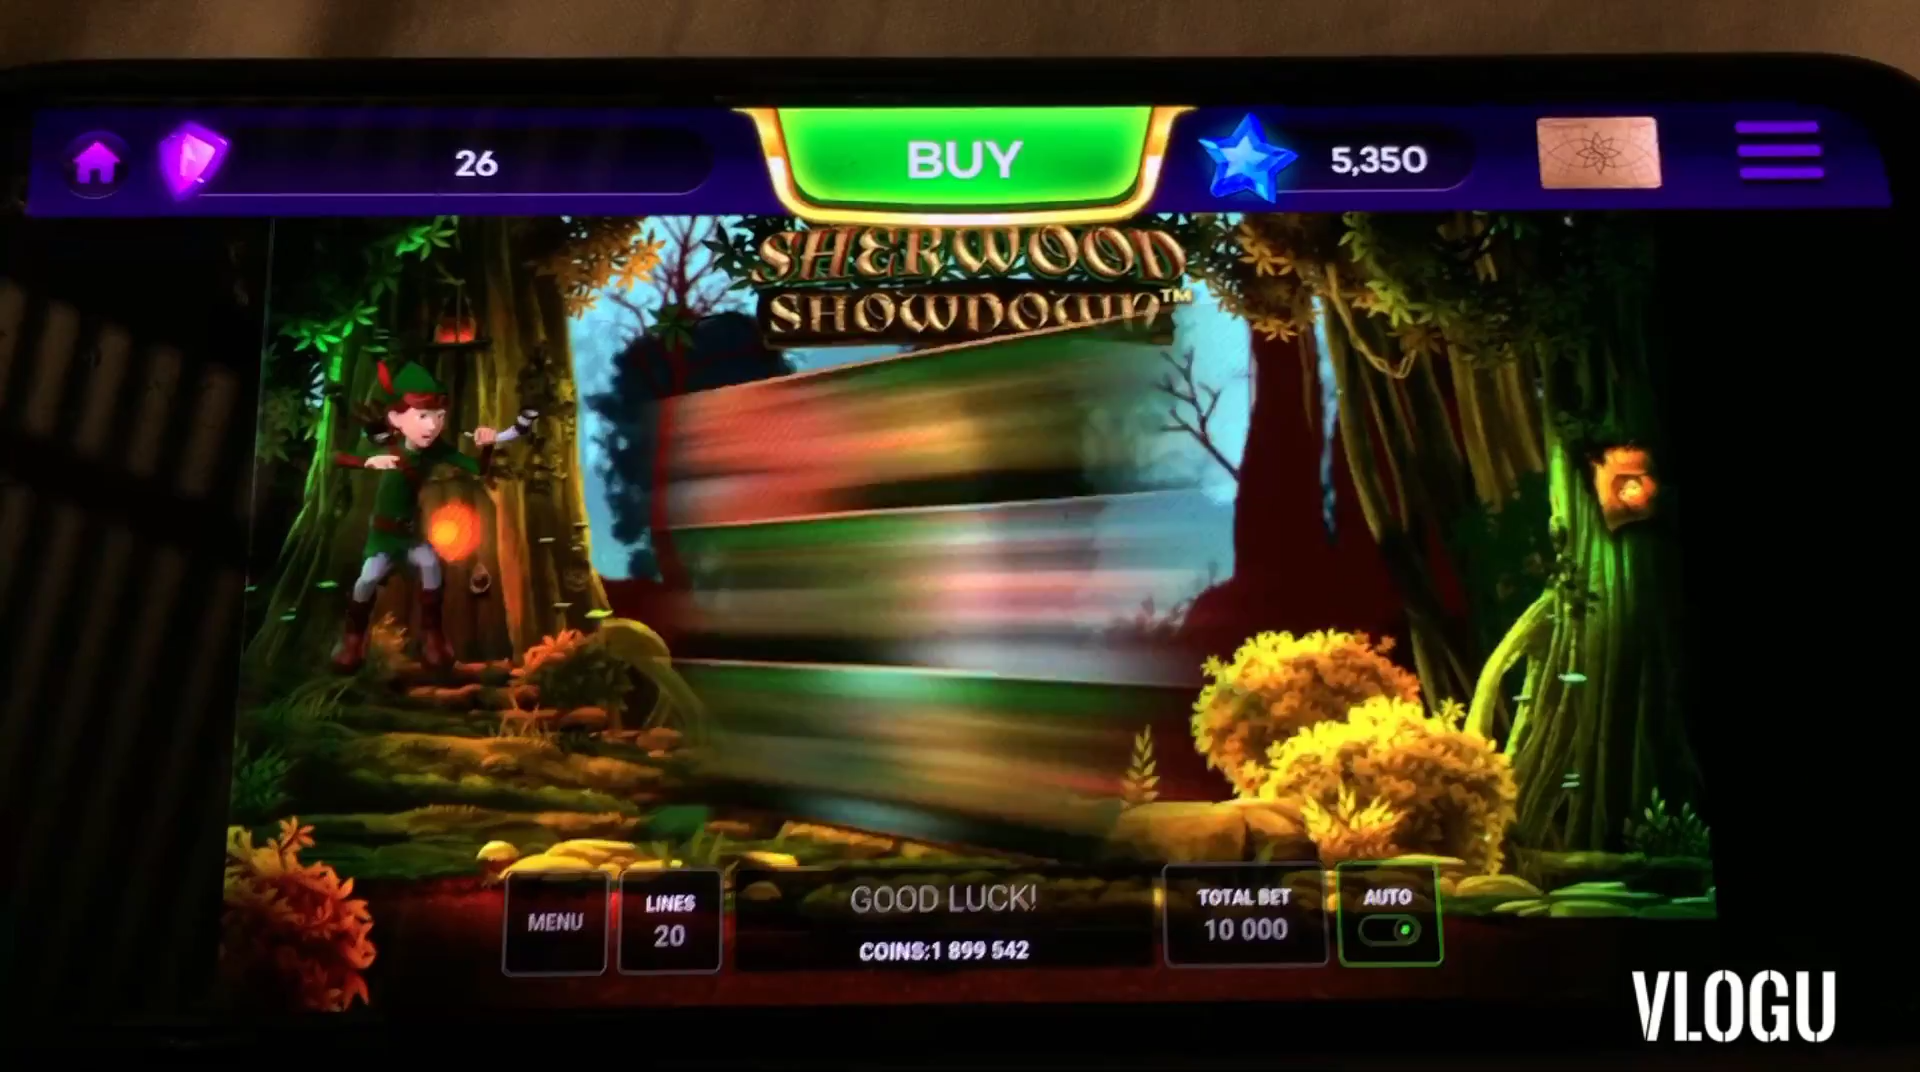 26
BUY
5,350
SHERWOOD
SHOWDOWN™
MENU
LINES
20
GOOD LUCK!
COINS:1 899 542
TOTAL BET
10 000
AUTO
VLOGU